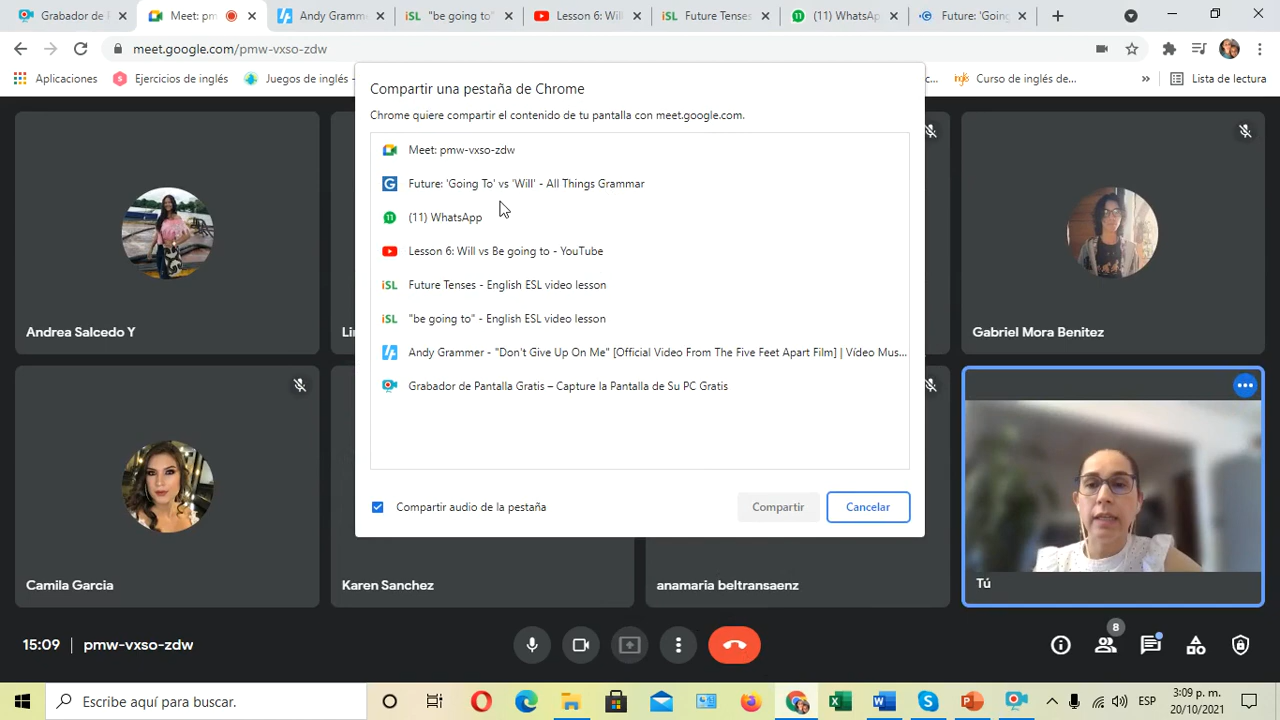 Grabador de P
Meet: pm
Andy Gramme
"be going to"
Lesson 6: Wi
Future Tenses
(11) WhatsApp
Future: 'Going
meet.google.com/pmw-vxso-zdw
Aplicaciones
Ejercicios de inglés
Juegos de inglés -
c...
Curso de inglés de...
»
Lista de lectura
Compartir una pestaña de Chrome
Chrome quiere compartir el contenido de tu pantalla con meet.google.com.
Meet: pmw-vxso-zdw
Future: 'Going To' vs 'Will' - All Things Grammar
(11) WhatsApp
Lesson 6: Will vs Be going to - YouTube
Future Tenses - English ESL video lesson
"be going to" - English ESL video lesson
Andy Grammer - "Don't Give Up On Me" [Official Video From The Five Feet Apart Film] | Vídeo Mus...
Grabador de Pantalla Gratis – Capture la Pantalla de Su PC Gratis
Compartir audio de la pestaña
Compartir
Cancelar
Andrea Salcedo Y
Gabriel Mora Benitez
Camila Garcia
Karen Sanchez
anamaria beltransaenz
Tú
15:09 | pmw-vxso-zdw
8
Escribe aquí para buscar.
ESP
3:09 p. m.
20/10/2021